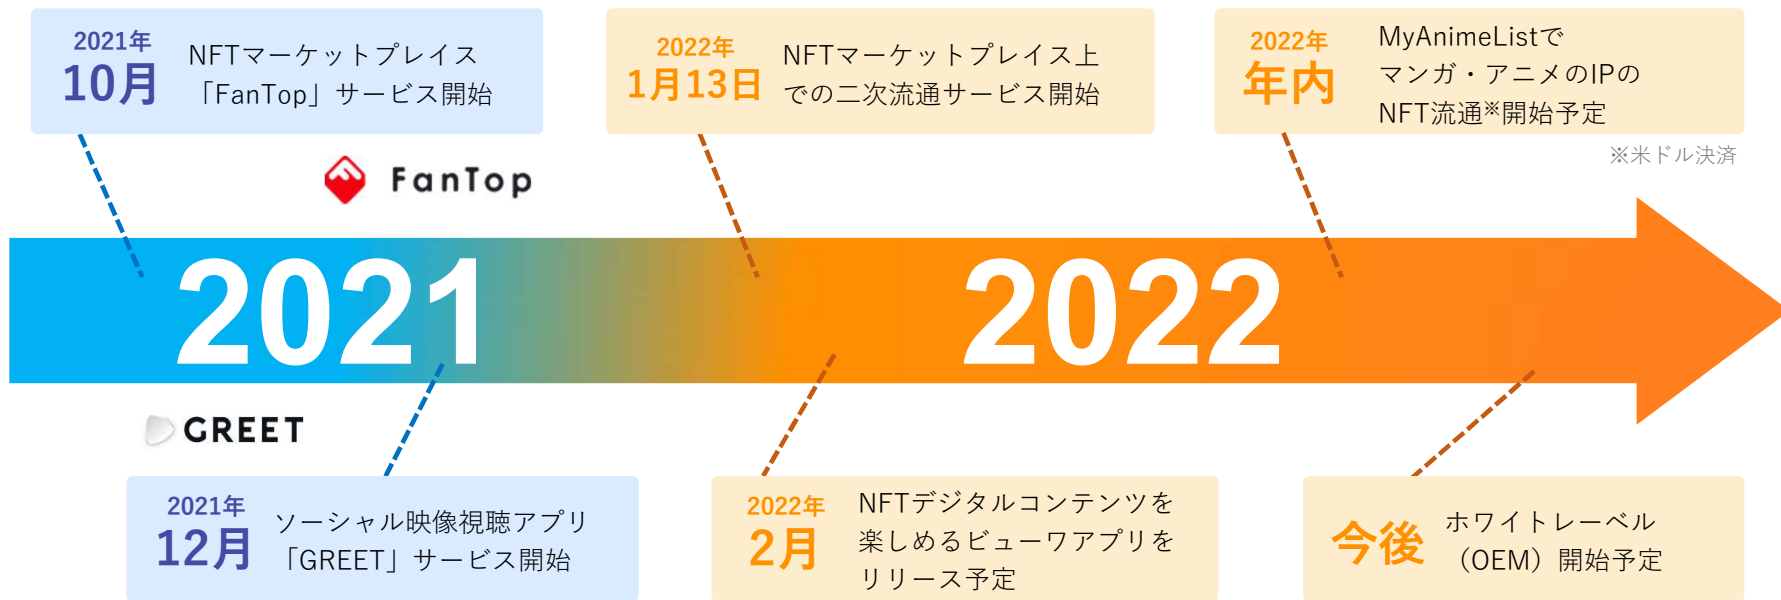 2021年
10月
NFTマーケットプレイス
「FanTop」サービス開始
2022年
1月13日
NFTマーケットプレイス上
での二次流通サービス開始
2022年
年内
MyAnimeListで
マンガ・アニメのIPの
NFT流通※開始予定
※米ドル決済
FanTop
2021
2022
GREET
2021年
12月
ソーシャル映像視聴アプリ
「GREET」サービス開始
2022年
2月
NFTデジタルコンテンツを
楽しめるビューワアプリを
リリース予定
今後
ホワイトレーベル
（OEM）開始予定